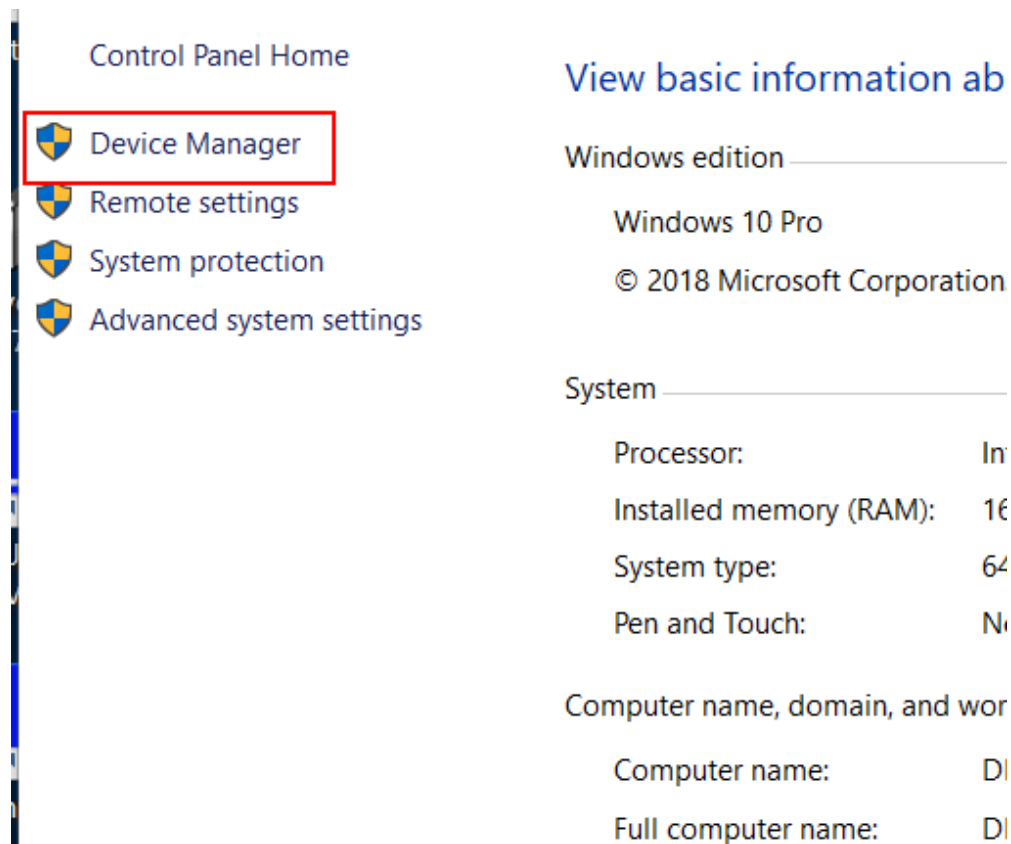 Control Panel Home
Device Manager
Remote settings
System protection
Advanced system settings
View basic information ab
Windows edition
Windows 10 Pro
© 2018 Microsoft Corporation.
System
Processor:
Installed memory (RAM): 16
System type: 64
Pen and Touch:
Computer name, domain, and wor
Computer name:
Full computer name: